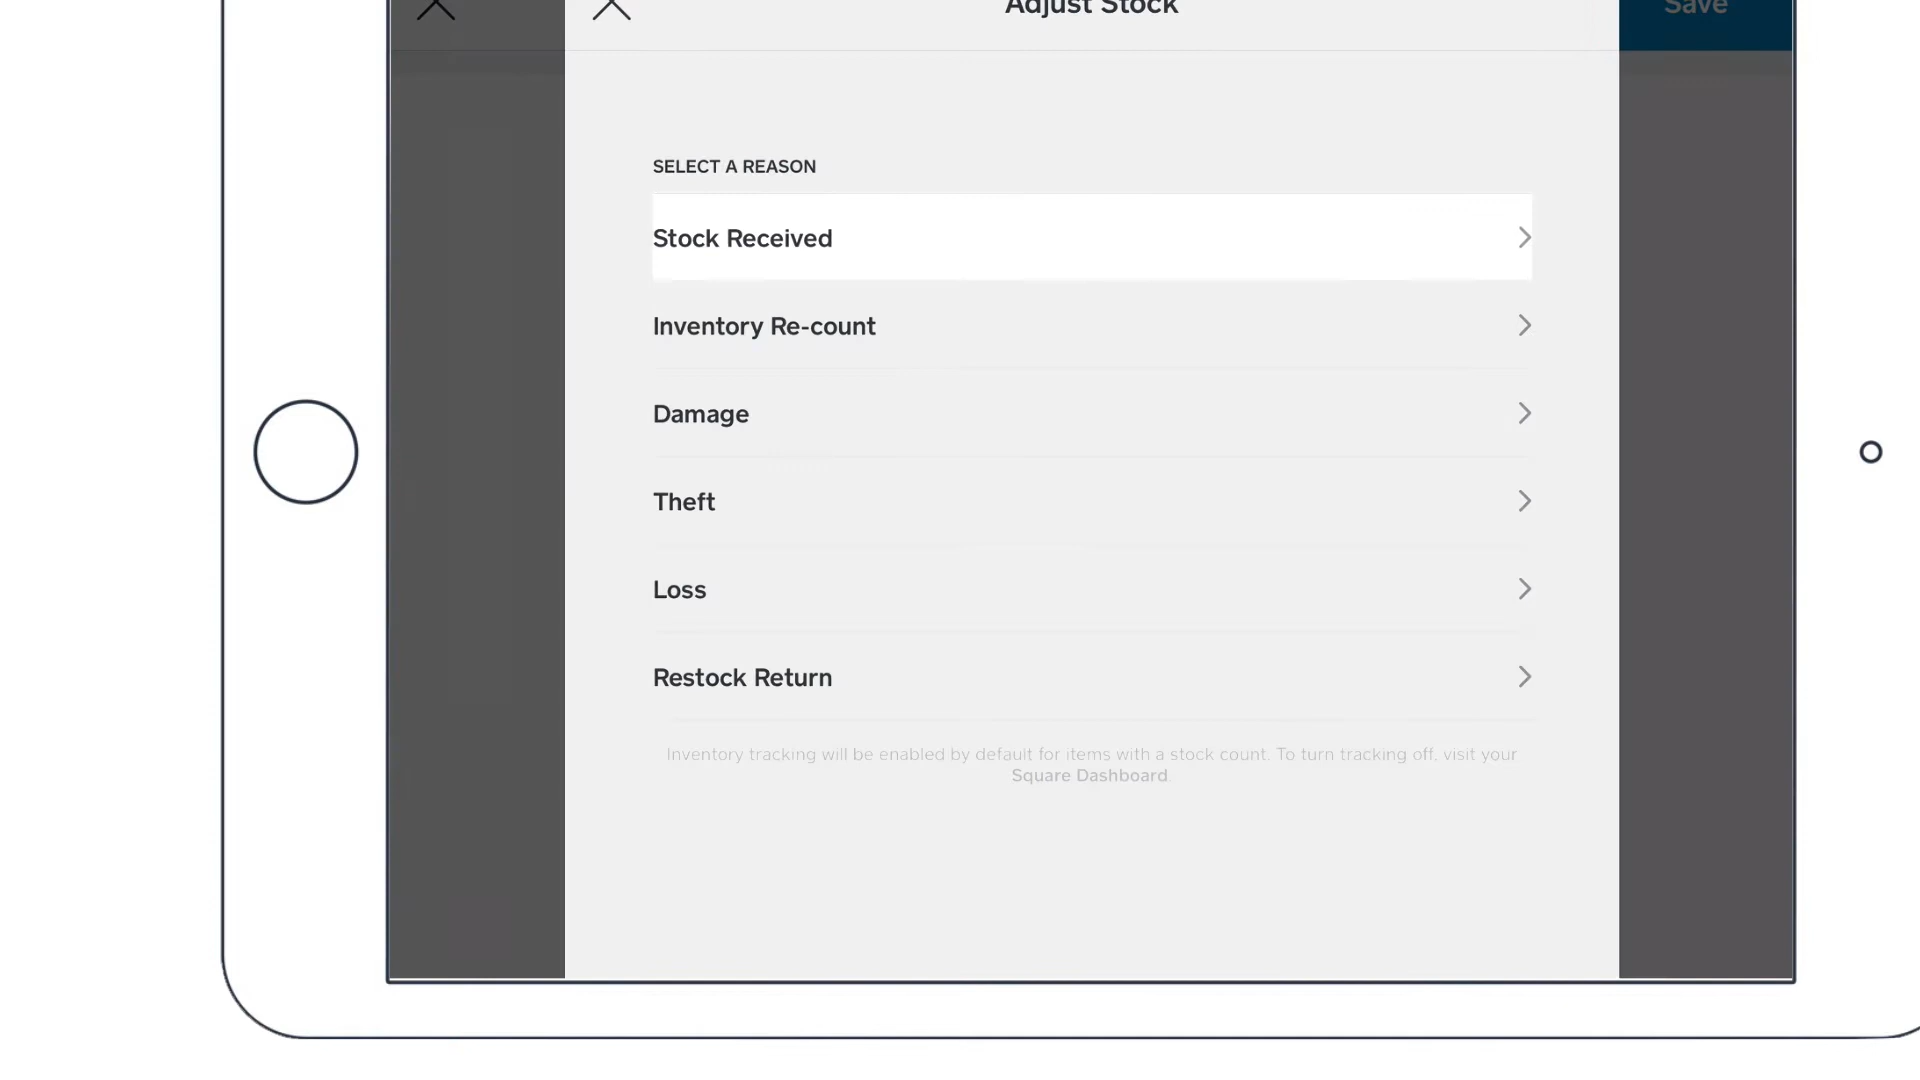 Adjust Stock
Save
SELECT A REASON
Stock Received
Inventory Re-count
Damage
Theft
Loss
Restock Return
Inventory tracking will be enabled by default for items with a stock count. To turn tracking off, visit your
Square Dashboard.